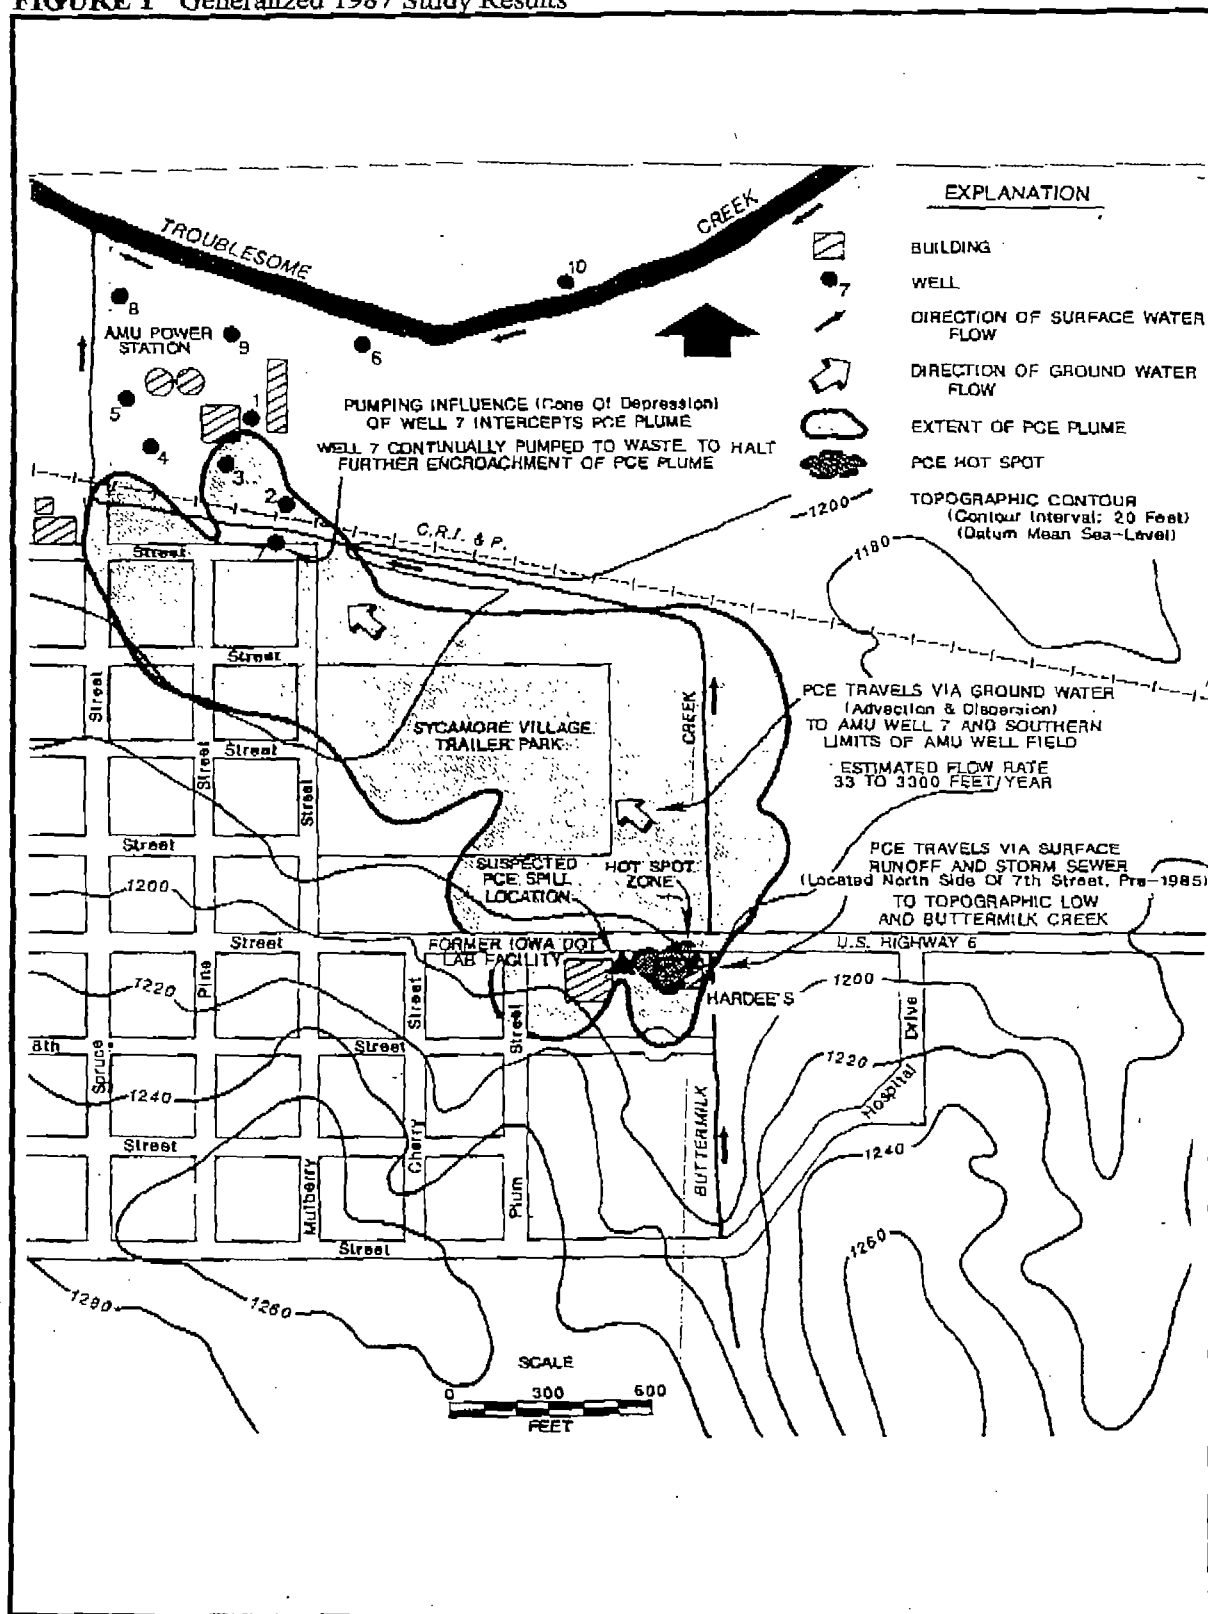 FIGURE 1 Generalized 1987 Study Results
EXPLANATION
BUILDING
7
WELL
DIRECTION OF SURFACE WATER
FLOW
DIRECTION OF GROUND WATER
FLOW
EXTENT OF PCE PLUME
PCE HOT SPOT
1200
TOPOGRAPHIC CONTOUR
(Contour Interval: 20 Feet)
(Datum Mean Sea-Level)
TROUBLESOME
CREEK
10
8
AMU POWER
STATION
9
6
5
1
4
3
2
PUMPING INFLUENCE (Cone Of Depression)
OF WELL 7 INTERCEPTS PCE PLUME
WELL 7 CONTINUALLY PUMPED TO WASTE TO HALT
FURTHER ENCROACHMENT OF PCE PLUME
C.R.I. & P.
1180
Street
Street
Street
Street
Street
Street
Street
SYCAMORE VILLAGE
TRAILER PARK
CREEK
PCE TRAVELS VIA GROUND WATER
(Advection & Dispersion)
TO AMU WELL 7 AND SOUTHERN
LIMITS OF AMU WELL FIELD
ESTIMATED FLOW RATE
33 TO 3300 FEET/YEAR
PCE TRAVELS VIA SURFACE
RUNOFF AND STORM SEWER
(Located North Side Of 7th Street, Pre-1985)
TO TOPOGRAPHIC LOW
AND BUTTERMILK CREEK
SUSPECTED
PCE SPILL
LOCATION
HOT SPOT
ZONE
1200
Street
FORMER IOWA DOT
LAB FACILITY
U.S. HIGHWAY 6
HARDEE'S
1200
1220
Pine
Street
Street
Drive
Hospital
8th
Street
Spruce
1220
1240
1240
Street
Mulberry
Cherry
Plum
BUTTERMILK
Street
1260
1280
1260
SCALE
0 300 600
FEET